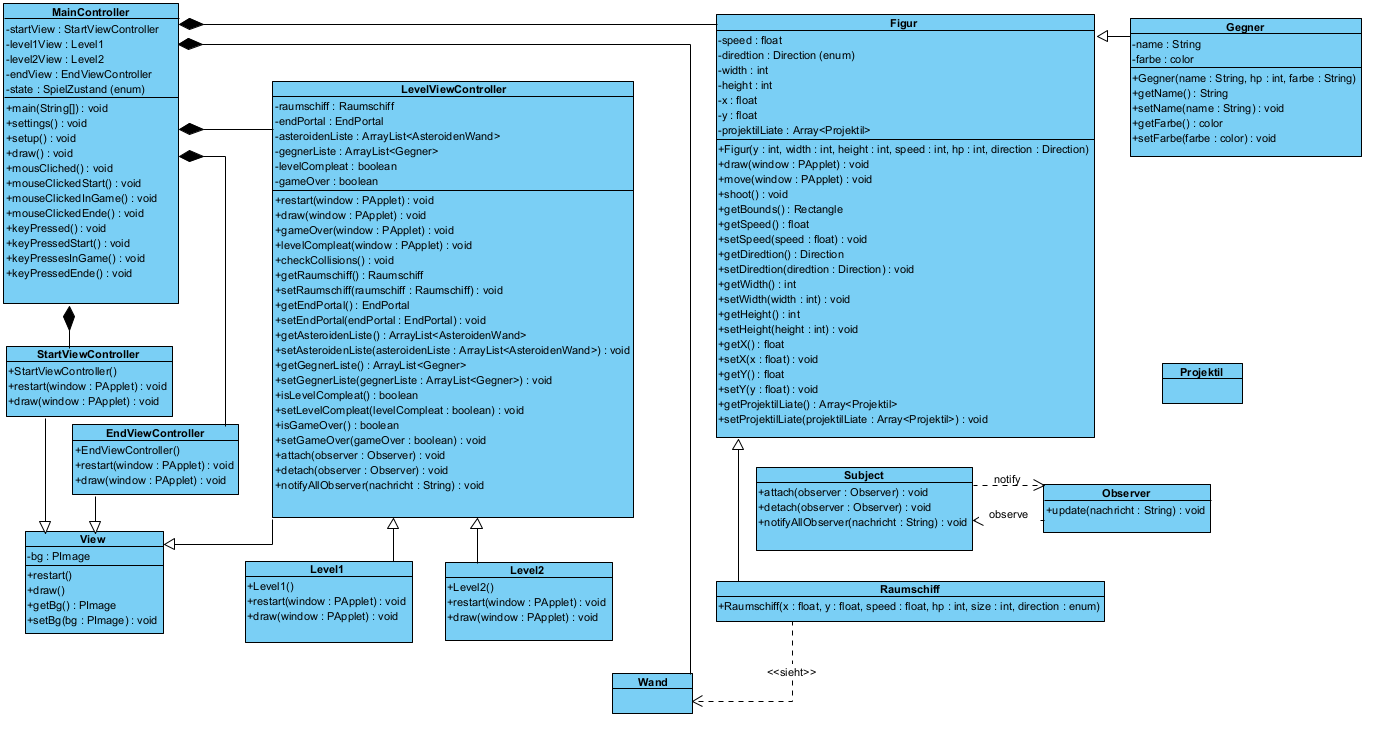 MainController
-startView : StartViewController
-level1View : Level1
-level2View : Level2
-endView : EndViewController
-state : SpielZustand (enum)
+main(String[]) : void
+settings() : void
+setup() : void
+draw() : void
+mousCliched() : void
+mouseClickedStart() : void
+mouseClickedInGame() : void
+mouseClickedEnde() : void
+keyPressed() : void
+keyPressedStart() : void
+keyPressesInGame() : void
+keyPressedEnde() : void
StartViewController
+StartViewController()
+restart(window : PApplet) : void
+draw(window : PApplet) : void
EndViewController
+EndViewController()
+restart(window : PApplet) : void
+draw(window : PApplet) : void
View
-bg : PImage
+restart()
+draw()
+getBg() : PImage
+setBg(bg : PImage) : void
LevelViewController
-raumschiff : Raumschiff
-endPortal : EndPortal
-asteroidenListe : ArrayList<AsteroidenWand>
-gegnerListe : ArrayList<Gegner>
-levelCompleat : boolean
-gameOver : boolean
+restart(window : PApplet) : void
+draw(window : PApplet) : void
+gameOver(window : PApplet) : void
+levelCompleat(window : PApplet) : void
+checkCollisions() : void
+getRaumschiff() : Raumschiff
+setRaumschiff(raumschiff : Raumschiff) : void
+getEndPortal() : EndPortal
+setEndPortal(endPortal : EndPortal) : void
+getAsteroidenListe() : ArrayList<AsteroidenWand>
+setAsteroidenListe(asteroidenListe : ArrayList<AsteroidenWand>) : void
+getGegnerListe() : ArrayList<Gegner>
+setGegnerListe(gegnerListe : ArrayList<Gegner>) : void
+isLevelCompleat() : boolean
+setLevelCompleat(levelCompleat : boolean) : void
+isGameOver() : boolean
+setGameOver(gameOver : boolean) : void
+attach(observer : Observer) : void
+detach(observer : Observer) : void
+notifyAllObserver(nachricht : String) : void
Level1
+Level1()
+restart(window : PApplet) : void
+draw(window : PApplet) : void
Level2
+Level2()
+restart(window : PApplet) : void
+draw(window : PApplet) : void
Figur
-speed : float
-diredtion : Direction (enum)
-width : int
-height : int
-x : float
-y : float
-projektilLiate : Array<Projektil>
+Figur(y : int, width : int, height : int, speed : int, hp : int, direction : Direction)
+draw(window : PApplet) : void
+move(window : PApplet) : void
+shoot() : void
+getBounds() : Rectangle
+getSpeed() : float
+setSpeed(speed : float) : void
+getDiredtion() : Direction
+setDiredtion(diredtion : Direction) : void
+getWidth() : int
+setWidth(width : int) : void
+getHeight() : int
+setHeight(height : int) : void
+getX() : float
+setX(x : float) : void
+getY() : float
+setY(y : float) : void
+getProjektilLiate() : Array<Projektil>
+setProjektilLiate(projektilLiate : Array<Projektil>) : void
Gegner
-name : String
-farbe : color
+Gegner(name : String, hp : int, farbe : String)
+getName() : String
+setName(name : String) : void
+getFarbe() : color
+setFarbe(farbe : color) : void
Projektil
Subject
+attach(observer : Observer) : void
+detach(observer : Observer) : void
+notifyAllObserver(nachricht : String) : void
notify
observe
Observer
+update(nachricht : String) : void
Raumschiff
+Raumschiff(x : float, y : float, speed : float, hp : int, size : int, direction : enum)
<<sieht>>
Wand